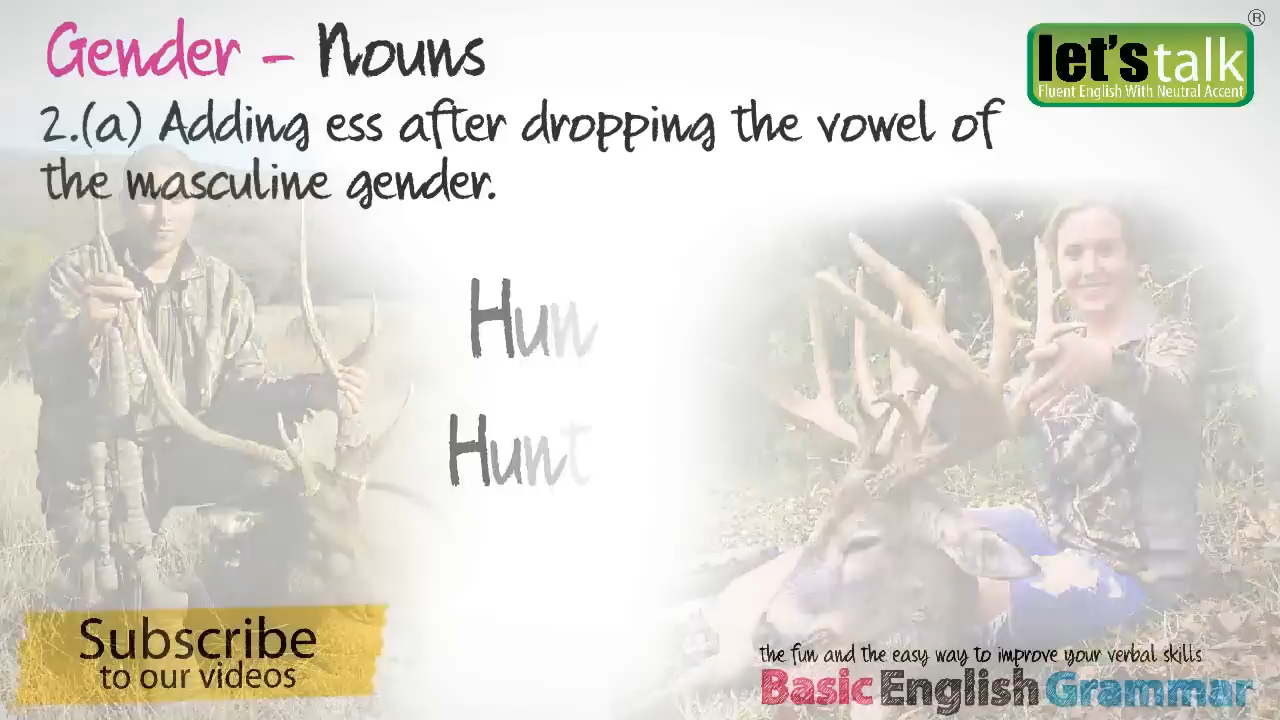 Gender - Nouns
®
let's talk
Fluent English With Neutral Accent
2.(a) Adding ess after dropping the vowel of
the masculine gender.
Hun
Hunt
Subscribe
to our videos
the fun and the easy way to improve your verbal skills
Basic English Grammar